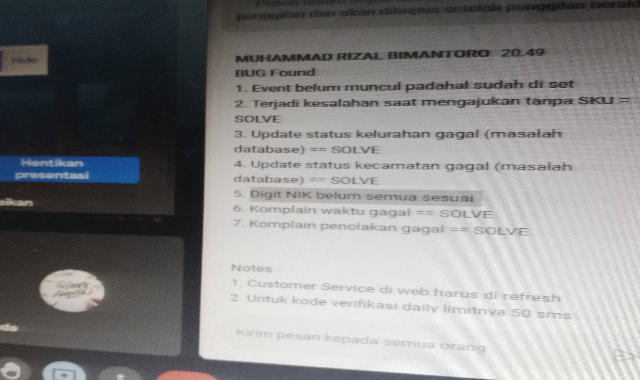 panggilan dan akan dihapus setelah panggilan
Hide
MUHAMMAD RIZAL BIMANTORO 20.49
BUG Found
1. Event belum muncul padahal sudah di set
2. Terjadi kesalahan saat mengajukan tanpa SKU =
SOLVE
3. Update status kelurahan gagal (masalah
database) == SOLVE
4. Update status kecamatan gagal (masalah
database) == SOLVE
5. Digit NIK belum semua sesuai
6. Komplain waktu gagal == SOLVE
7. Komplain penolakan gagal == SOLVE
Notes
1. Customer Service di web harus di refresh
2. Untuk kode verifikasi daily limitnya 50 sms
Kirim pesan kepada semua orang
Hentikan
presentasi